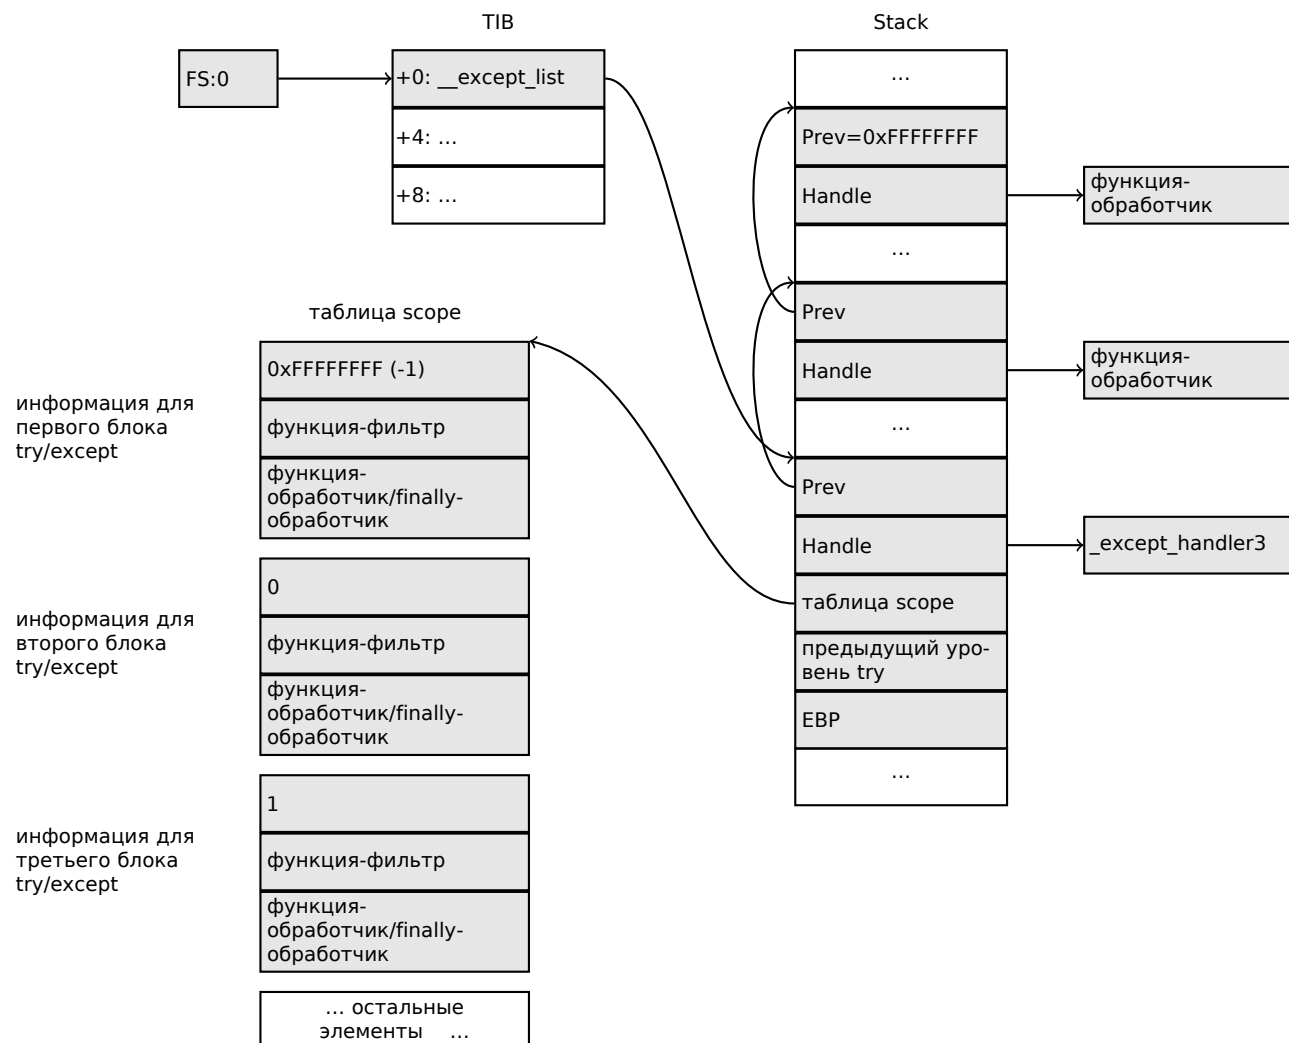 TIB
Stack
FS:0
+0: __except_list
+4: ...
+8: ...
...
Prev=0xFFFFFFFF
Handle
функция-
обработчик
...
Prev
Handle
функция-
обработчик
...
Prev
Handle
_except_handler3
таблица scope
предыдущий уро-
вень try
EBP
...
таблица scope
информация для
первого блока
try/except
0xFFFFFFFF (-1)
функция-фильтр
функция-
обработчик/finally-
обработчик
информация для
второго блока
try/except
0
функция-фильтр
функция-
обработчик/finally-
обработчик
информация для
третьего блока
try/except
1
функция-фильтр
функция-
обработчик/finally-
обработчик
... остальные
элементы ...